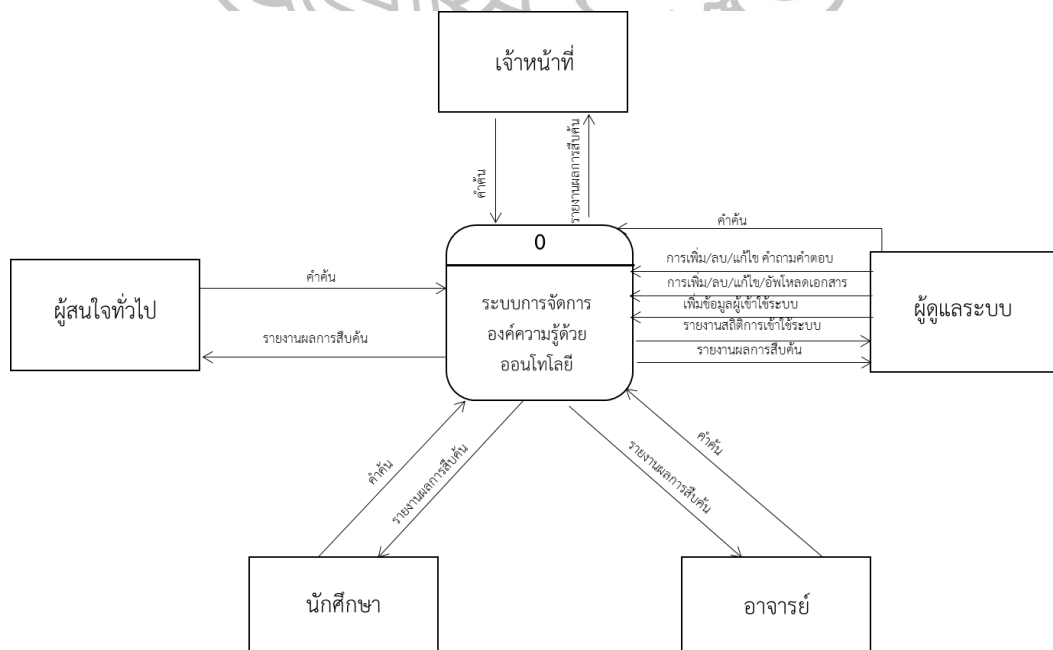 เจ้าหน้าที่
คำค้น
รายงานผลการสืบค้น
คำค้น
0
การเพิ่ม/ลบ/แก้ไข คำถามคำตอบ
คำค้น
การเพิ่ม/ลบ/แก้ไข/อัพโหลดเอกสาร
ผู้สนใจทั่วไป
ระบบการจัดการ
องค์ความรู้ด้วย
ออนโทโลยี
เพิ่มข้อมูลผู้เข้าใช้ระบบ
ผู้ดูแลระบบ
รายงานสถิติการเข้าใช้ระบบ
รายงานผลการสืบค้น
รายงานผลการสืบค้น
คำค้น
รายงานผลการสืบค้น
รายงานผลการสืบค้น
คำค้น
นักศึกษา
อาจารย์